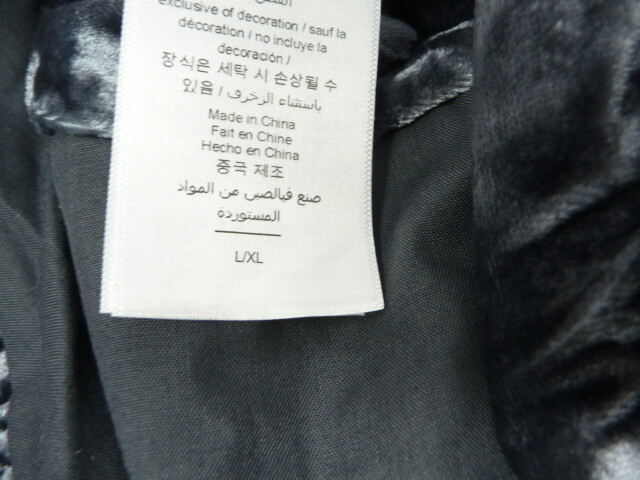 exclusive of decoration / sauf la
décoration / no incluye la
decoración /
장식은 세탁 시 손상될 수
있음 / باستثناء الزخرف
Made in China
Fait en Chine
Hecho en China
중국 제조
صنع فيالصين من المواد
المستوردة
L/XL